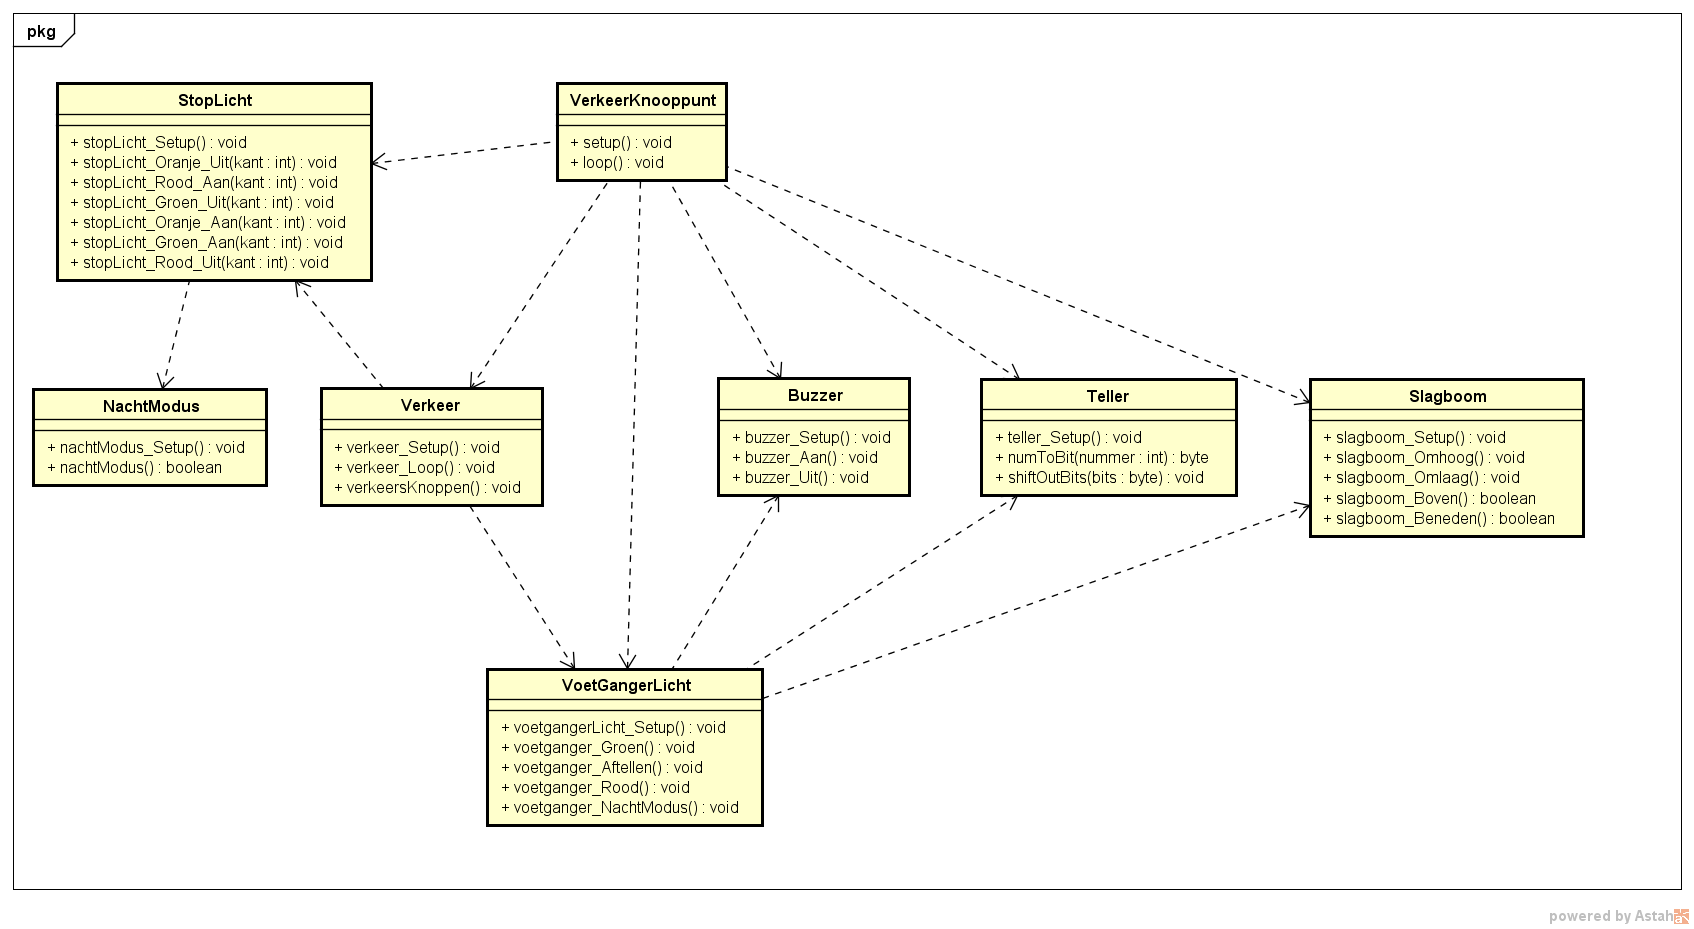 pkg
StopLicht
+ stopLicht_Setup() : void
+ stopLicht_Oranje_Uit(kant : int) : void
+ stopLicht_Rood_Aan(kant : int) : void
+ stopLicht_Groen_Uit(kant : int) : void
+ stopLicht_Oranje_Aan(kant : int) : void
+ stopLicht_Groen_Aan(kant : int) : void
+ stopLicht_Rood_Uit(kant : int) : void
VerkeerKnooppunt
+ setup() : void
+ loop() : void
NachtModus
+ nachtModus_Setup() : void
+ nachtModus() : boolean
Verkeer
+ verkeer_Setup() : void
+ verkeer_Loop() : void
+ verkeersKnoppen() : void
Buzzer
+ buzzer_Setup() : void
+ buzzer_Aan() : void
+ buzzer_Uit() : void
Teller
+ teller_Setup() : void
+ numToBit(nummer : int) : byte
+ shiftOutBits(bits : byte) : void
Slagboom
+ slagboom_Setup() : void
+ slagboom_Omhoog() : void
+ slagboom_Omlaag() : void
+ slagboom_Boven() : boolean
+ slagboom_Beneden() : boolean
VoetGangerLicht
+ voetgangerLicht_Setup() : void
+ voetganger_Groen() : void
+ voetganger_Aftellen() : void
+ voetganger_Rood() : void
+ voetganger_NachtModus() : void
powered by Astah